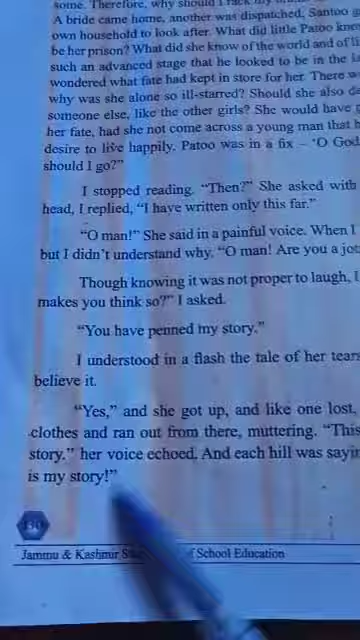 some. Therefore, why should I rack my
A bride came home, another was dispatched. Santoo
own household to look after. What did little Patoo
be her prison? What did she know of the world and of
such an advanced stage that he looked to be in the
wondered what fate had kept in store for her. There
why was she alone so ill-starred? Should she also
someone else, like the other girls? She would have
her fate, had she not come across a young man that
desire to live happily. Patoo was in a fix – ‘O God
should I go?”
I stopped reading. “Then?” She asked with
head, I replied, “I have written only this far.”
“O man!” She said in a painful voice. When I
but I didn’t understand why. “O man! Are you a
Though knowing it was not proper to laugh, I
makes you think so?” I asked.
“You have penned my story.”
I understood in a flash the tale of her tears
believe it.
“Yes,” and she got up, and like one lost,
clothes and ran out from there, muttering. “This
story.” her voice echoed. And each hill was
is my story!”
130
Jammu & Kashmir of School Education